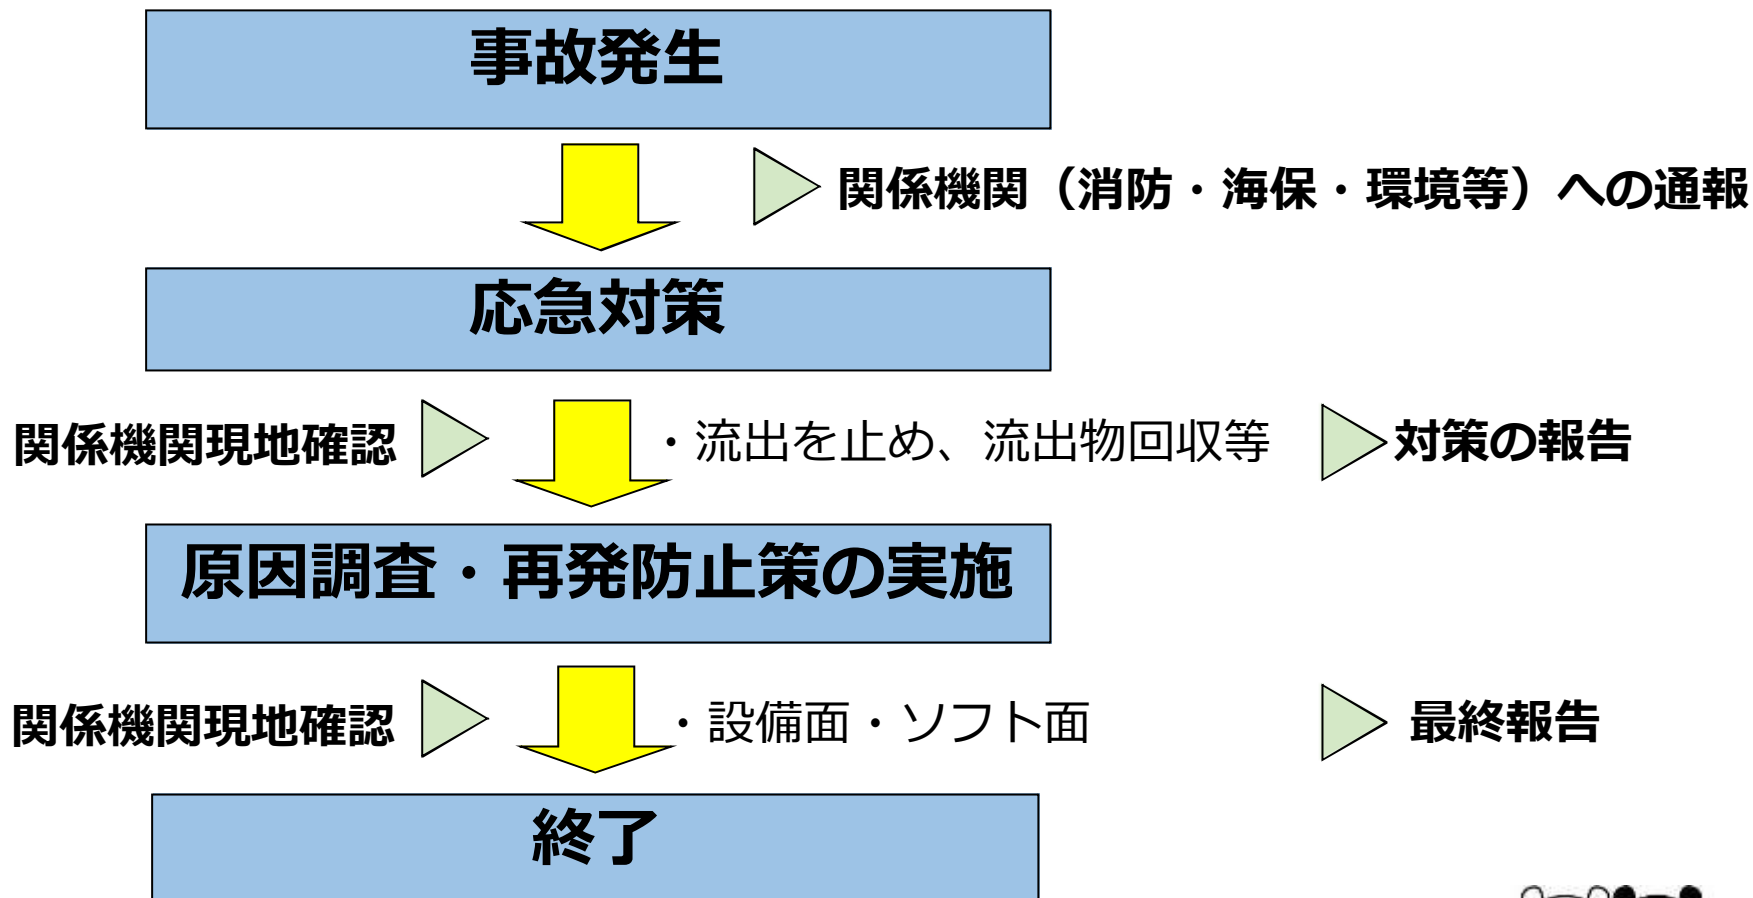 事故発生
関係機関（消防・海保・環境等）への通報
応急対策
関係機関現地確認
・流出を止め、流出物回収等
対策の報告
原因調査・再発防止策の実施
関係機関現地確認
・設備面・ソフト面
最終報告
終了